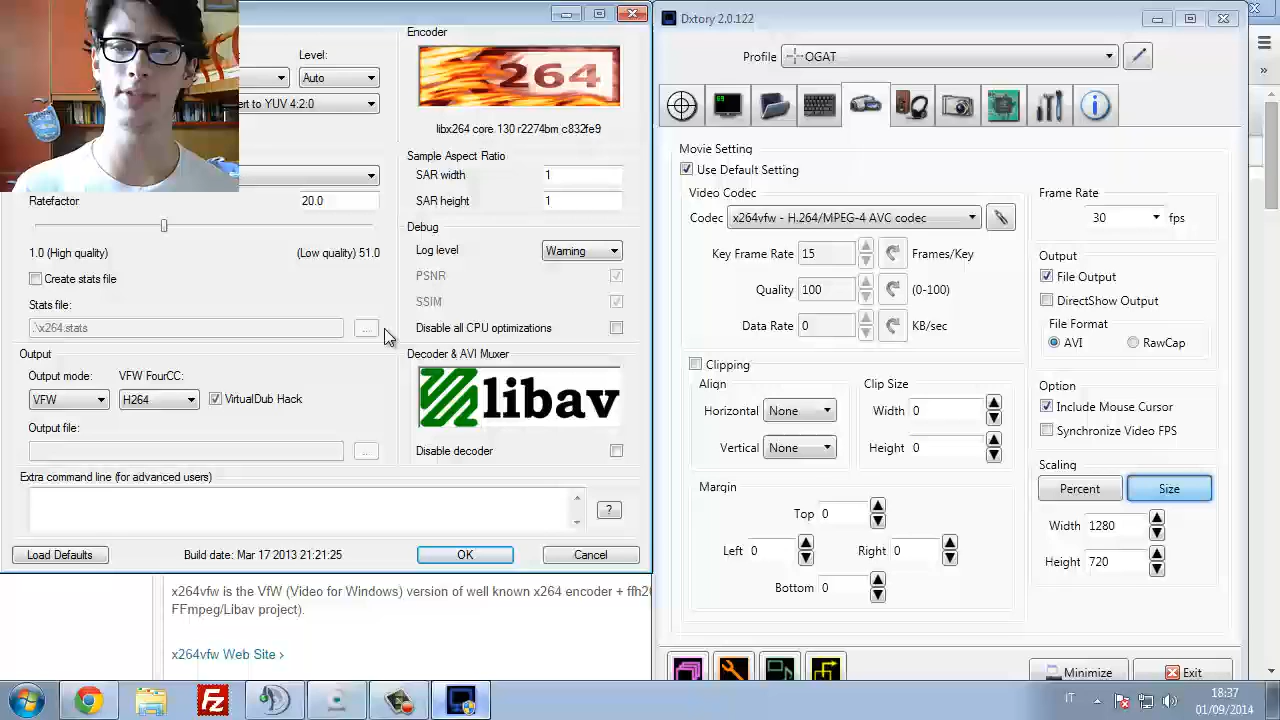 Level:
Auto
ert to YUV 4:2:0
Ratefactor
20.0
1.0 (High quality)
(Low quality) 51.0
Create stats file
Stats file:
.\x264.stats
...
Output
Output mode:
VFW FourCC:
VFW
H264
VirtualDub Hack
Output file:
...
Extra command line (for advanced users)
?
Load Defaults
Build date: Mar 17 2013 21:21:25
OK
Cancel
Encoder
264
libx264 core 130 r2274bm c832fe9
Sample Aspect Ratio
SAR width
1
SAR height
1
Debug
Log level
Warning
PSNR
SSIM
Disable all CPU optimizations
Decoder & AVI Muxer
libav
Disable decoder
x264vfw is the VfW (Video for Windows) version of well known x264 encoder + ffh26
FFmpeg/Libav project).
x264vfw Web Site ›
Dxtory 2.0.122
Profile
OGAT
Movie Setting
Use Default Setting
Video Codec
Codec
x264vfw - H.264/MPEG-4 AVC codec
Key Frame Rate
15
Frames/Key
Quality
100
(0-100)
Data Rate
0
KB/sec
Clipping
Align
Horizontal
None
Vertical
None
Clip Size
Width
0
Height
0
Margin
Top
0
Left
0
Right
0
Bottom
0
Frame Rate
30
fps
Output
File Output
DirectShow Output
File Format
AVI
RawCap
Option
Include Mouse Cursor
Synchronize Video FPS
Scaling
Percent
Size
Width
1280
Height
720
Minimize
Exit
IT
18:37
01/09/2014